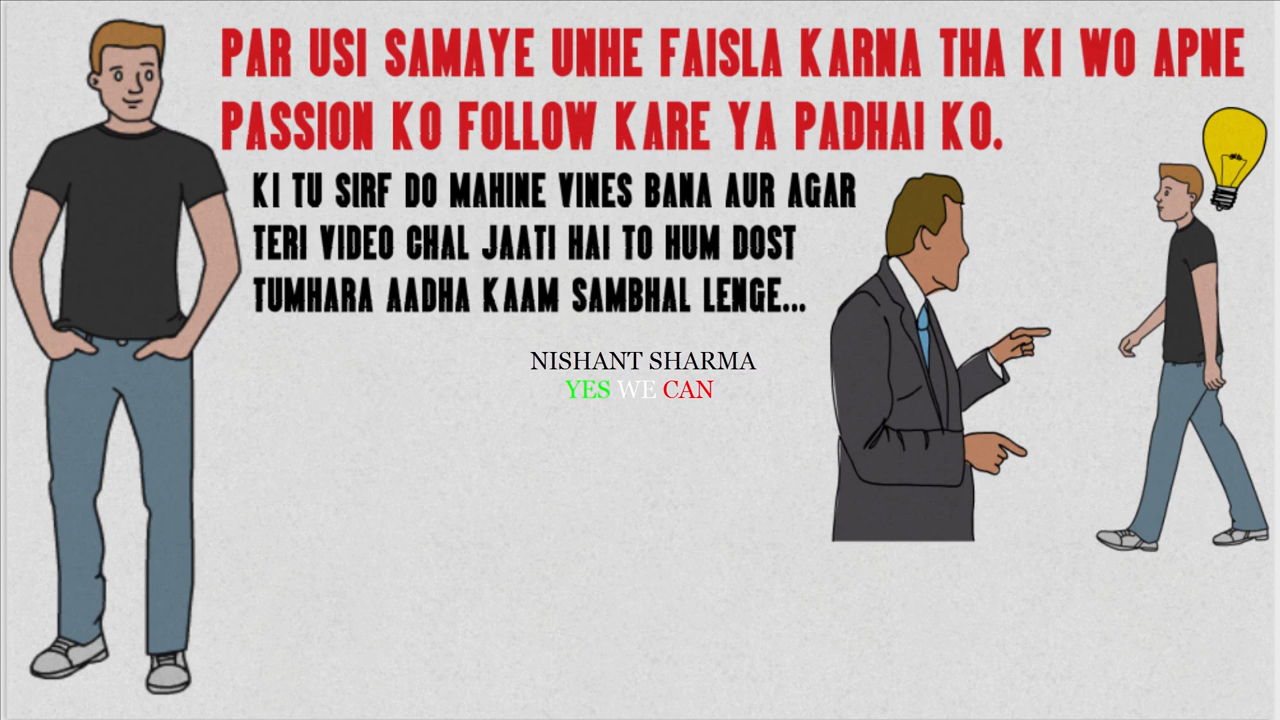 PAR USI SAMAYE UNHE FAISLA KARNA THA KI WO APNE
PASSION KO FOLLOW KARE YA PADHAI KO.
KI TU SIRF DO MAHINE VINES BANA AUR AGAR
TERI VIDEO CHAL JAATI HAI TO HUM DOST
TUMHARA AADHA KAAM SAMBHAL LENGE...
NISHANT SHARMA
YES WE CAN